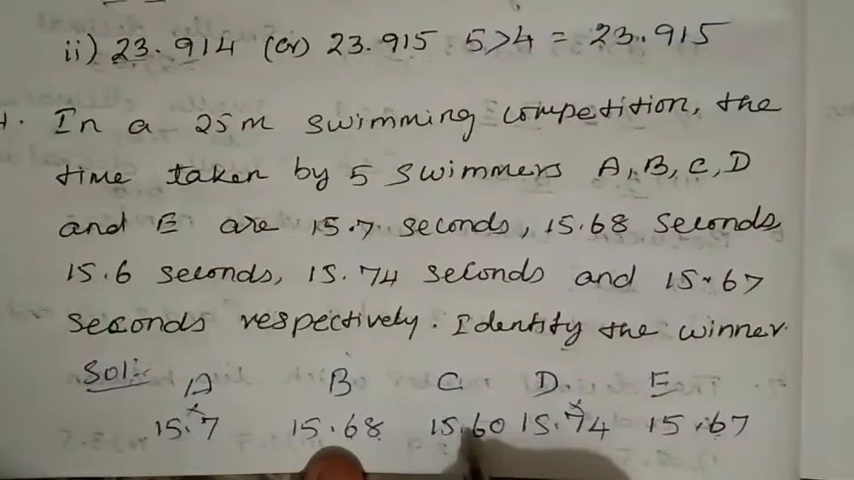 ii) 23.914 (or) 23.915 5>4 = 23.915
In a 25m swimming competition, the
time taken by 5 swimmers A, B, C, D
and E are 15.7 seconds, 15.68 seconds
15.6 seconds, 15.74 seconds and 15.67
seconds respectively. Identity the winner.
Sol:- A B C D. E
15.7 15.68 15.60 15.74 15.67